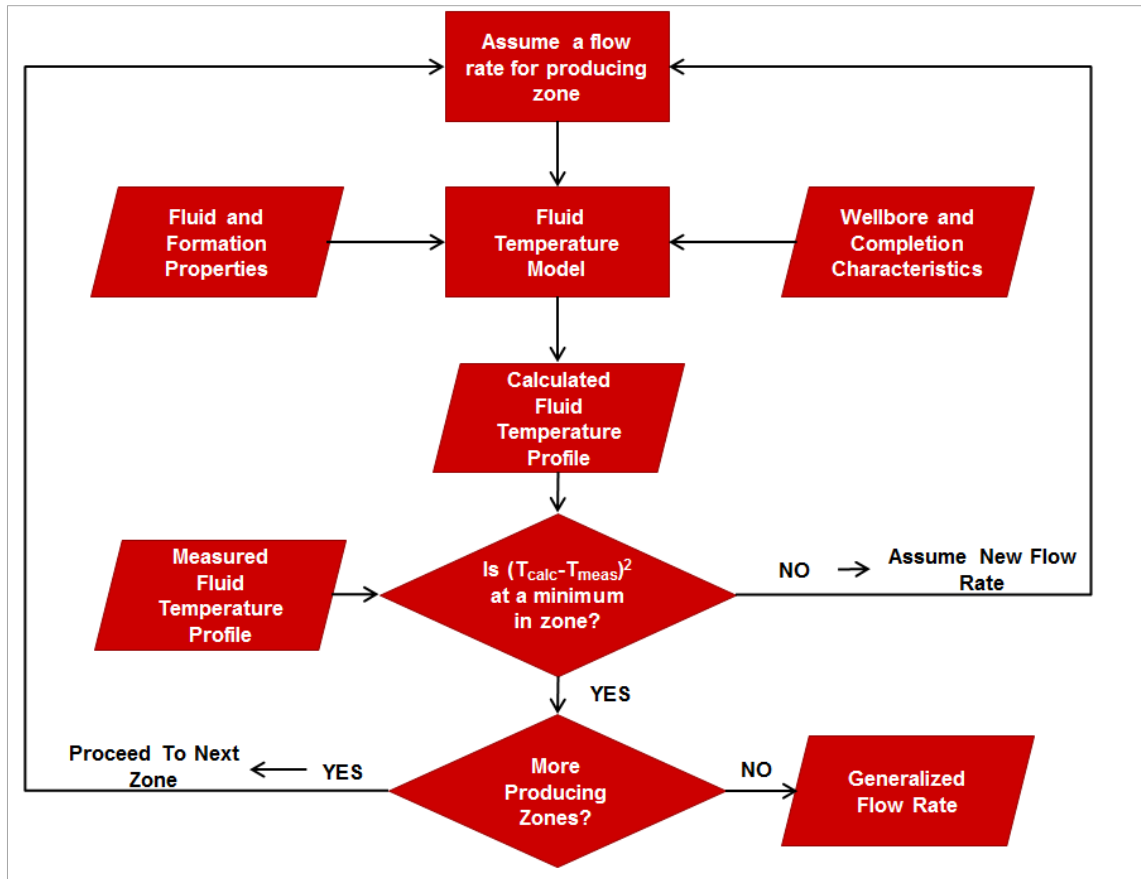 Assume a flow
rate for producing
zone
Fluid and
Formation
Properties
Fluid
Temperature
Model
Wellbore and
Completion
Characteristics
Calculated
Fluid
Temperature
Profile
Measured
Fluid
Temperature
Profile
Is (Tcalc-Tmeas)2
at a minimum
in zone?
NO
Assume New Flow
Rate
YES
Proceed To Next
Zone
YES
More
Producing
Zones?
NO
Generalized
Flow Rate